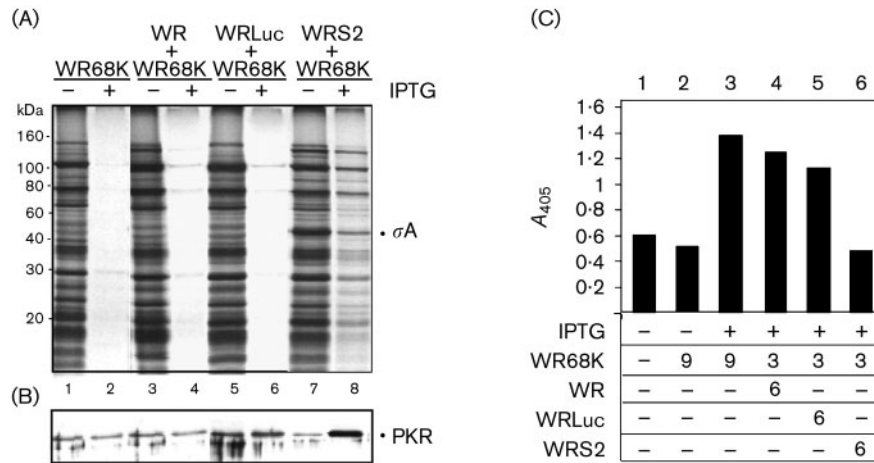 (A)
WR WRLuc WRS2
+ + +
WR68K WR68K WR68K WR68K
− + − + − + − + IPTG
kDa
160
100
80
60
40
30
20
• σA
1 2 3 4 5 6 7 8
(B)
• PKR
(C)
1 2 3 4 5 6
1·6
1·4
1·2
1
0·8
0·6
0·4
0·2
A405
IPTG − − + + + +
WR68K − 9 9 3 3 3
WR − − − 6 − −
WRLuc − − − − 6 −
WRS2 − − − − − 6